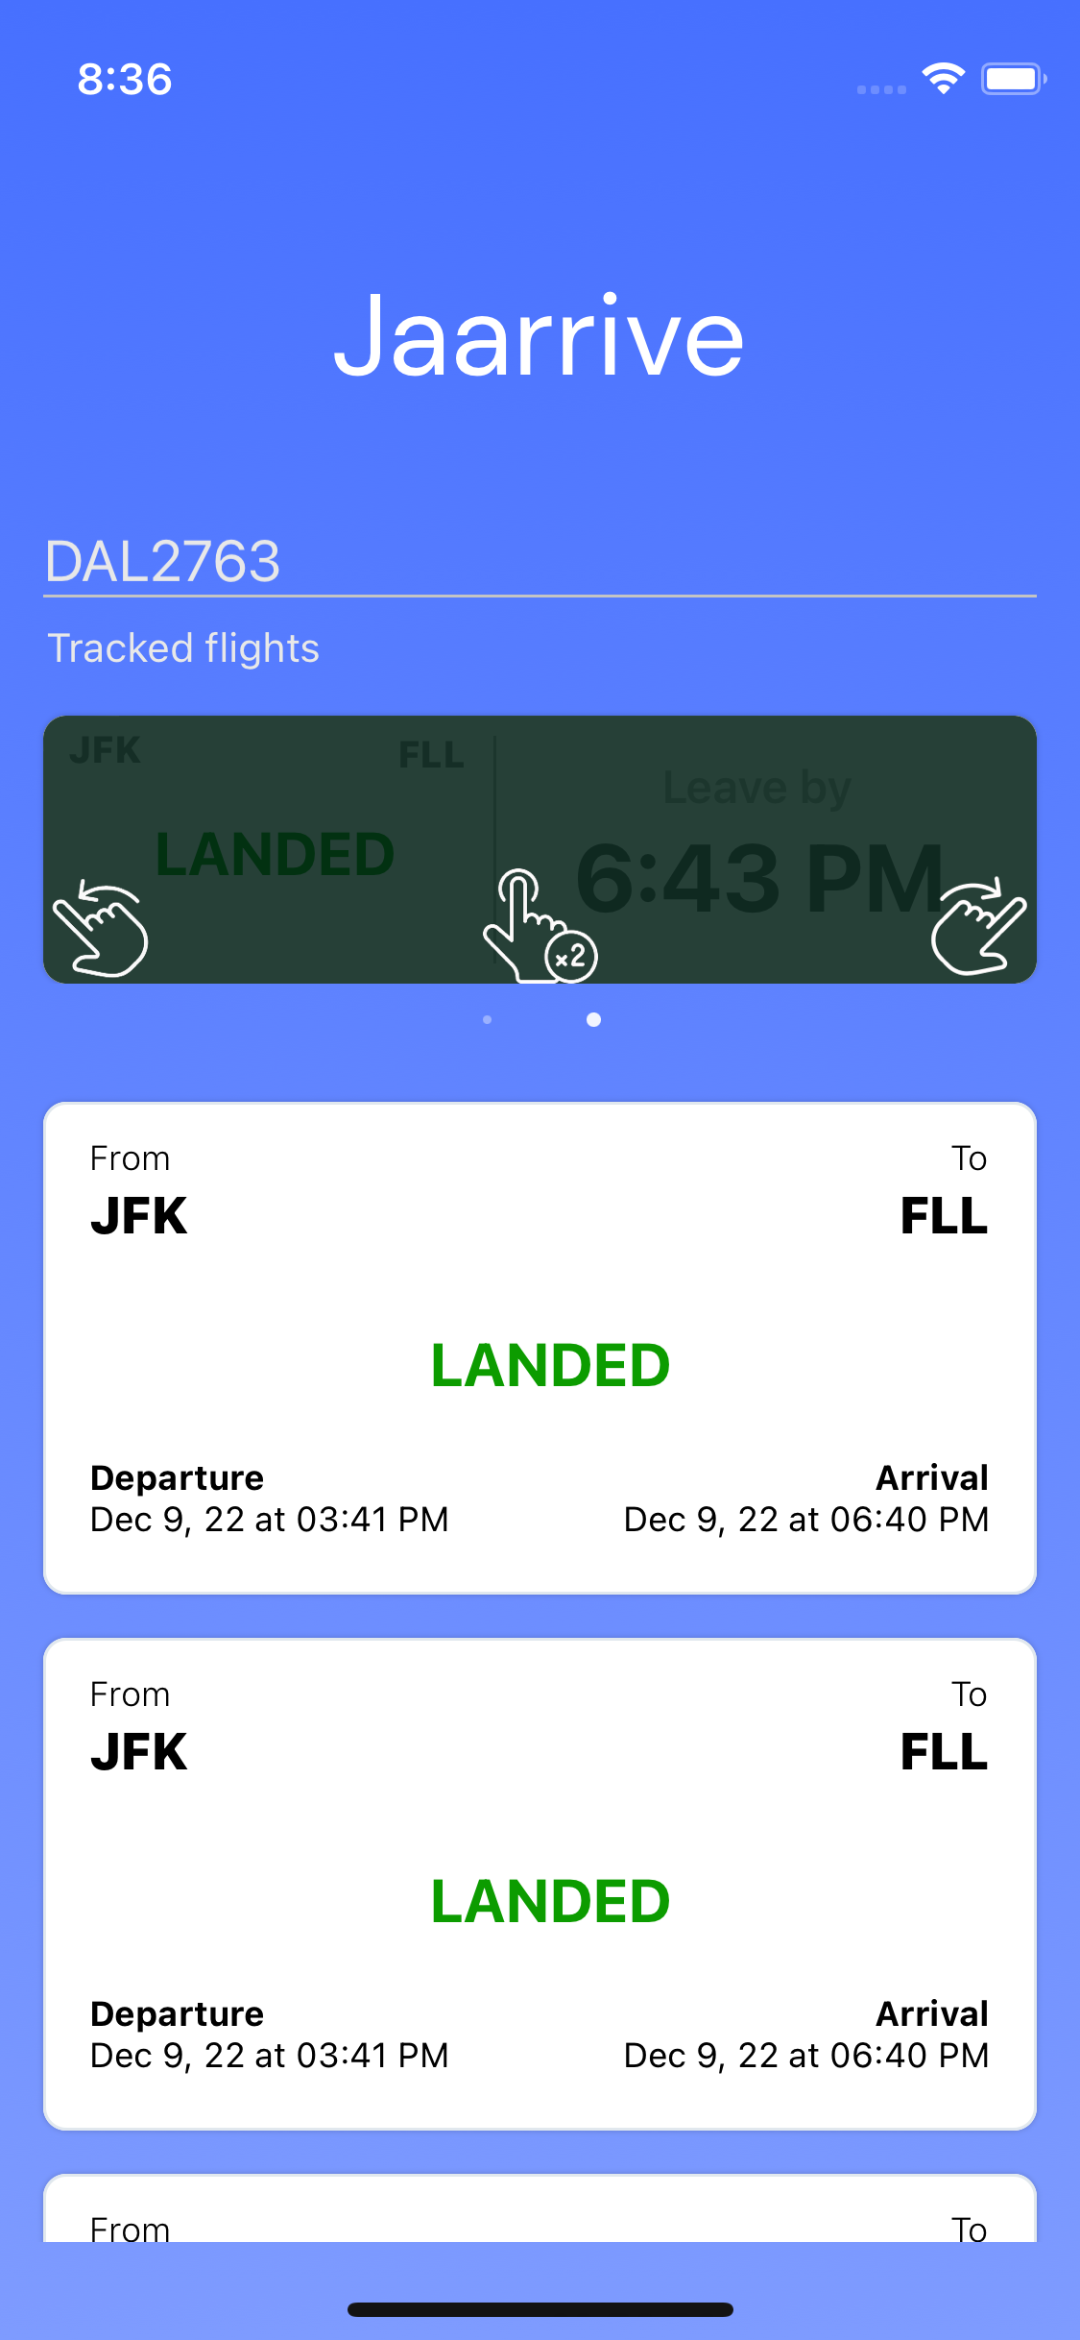 8:36
Jaarrive
DAL2763
Tracked flights
JFK FLL
Leave by
LANDED
6:43 PM
×2
From To
JFK FLL
LANDED
Departure Arrival
Dec 9, 22 at 03:41 PM Dec 9, 22 at 06:40 PM
From To
JFK FLL
LANDED
Departure Arrival
Dec 9, 22 at 03:41 PM Dec 9, 22 at 06:40 PM
From To